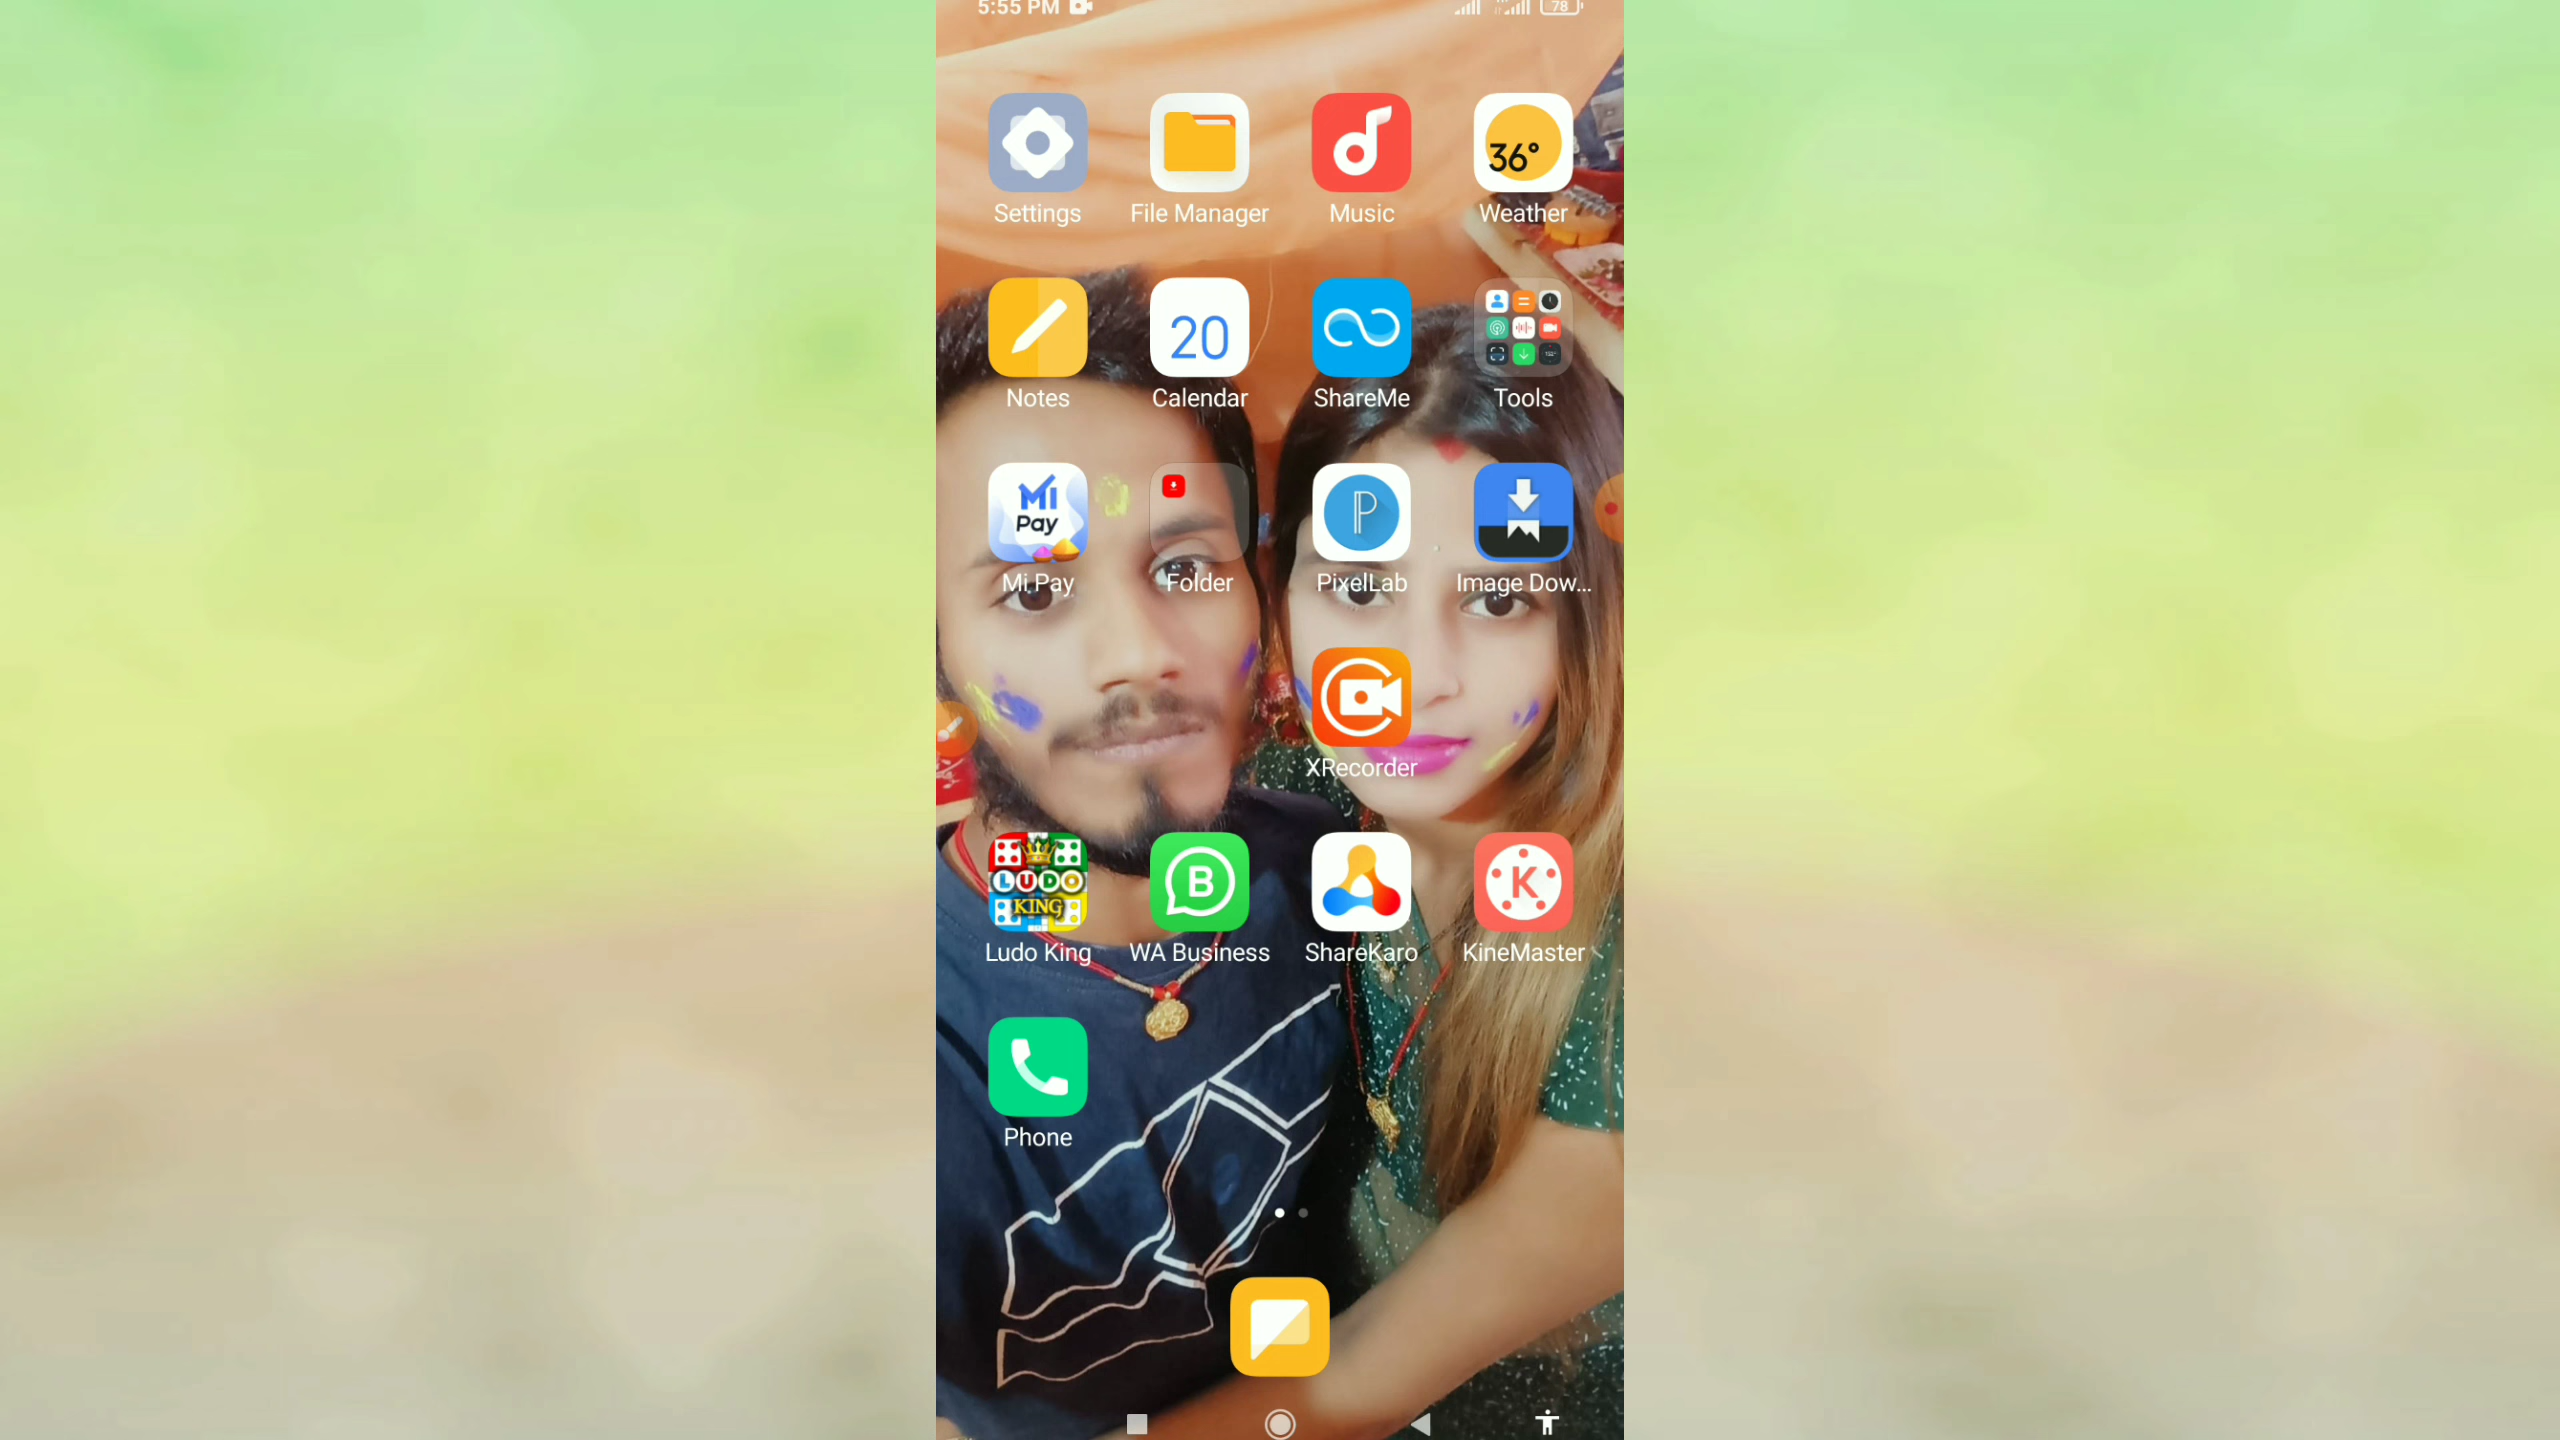 5:55 PM
78
36°
Settings
File Manager
Music
Weather
20
Notes
Calendar
ShareMe
Tools
MI
Pay
P
Mi Pay
Folder
PixelLab
Image Dow...
XRecorder
LUDO
KING
B
K
Ludo King
WA Business
ShareKaro
KineMaster
Phone